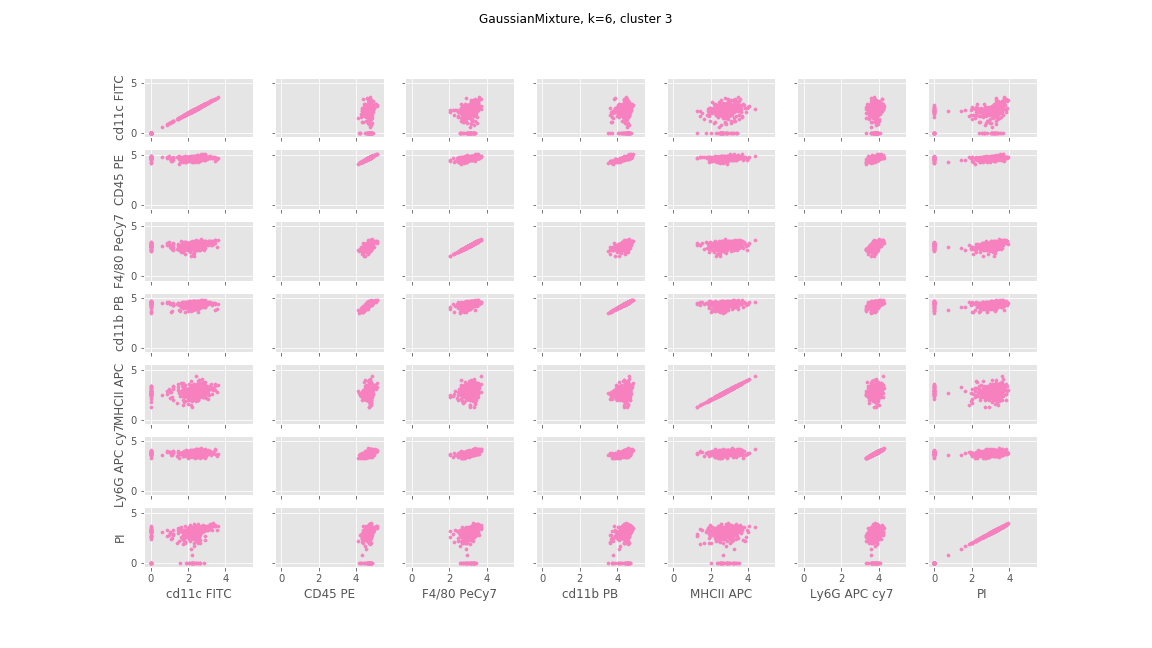 GaussianMixture, k=6, cluster 3
cd11c FITC
5
0
CD45 PE
5
0
F4/80 PeCy7
5
0
cd11b PB
5
0
MHCII APC
5
0
Ly6G APC cy7
5
0
PI
5
0
0 2 4 0 2 4 0 2 4 0 2 4 0 2 4 0 2 4 0 2 4
cd11c FITC CD45 PE F4/80 PeCy7 cd11b PB MHCII APC Ly6G APC cy7 PI